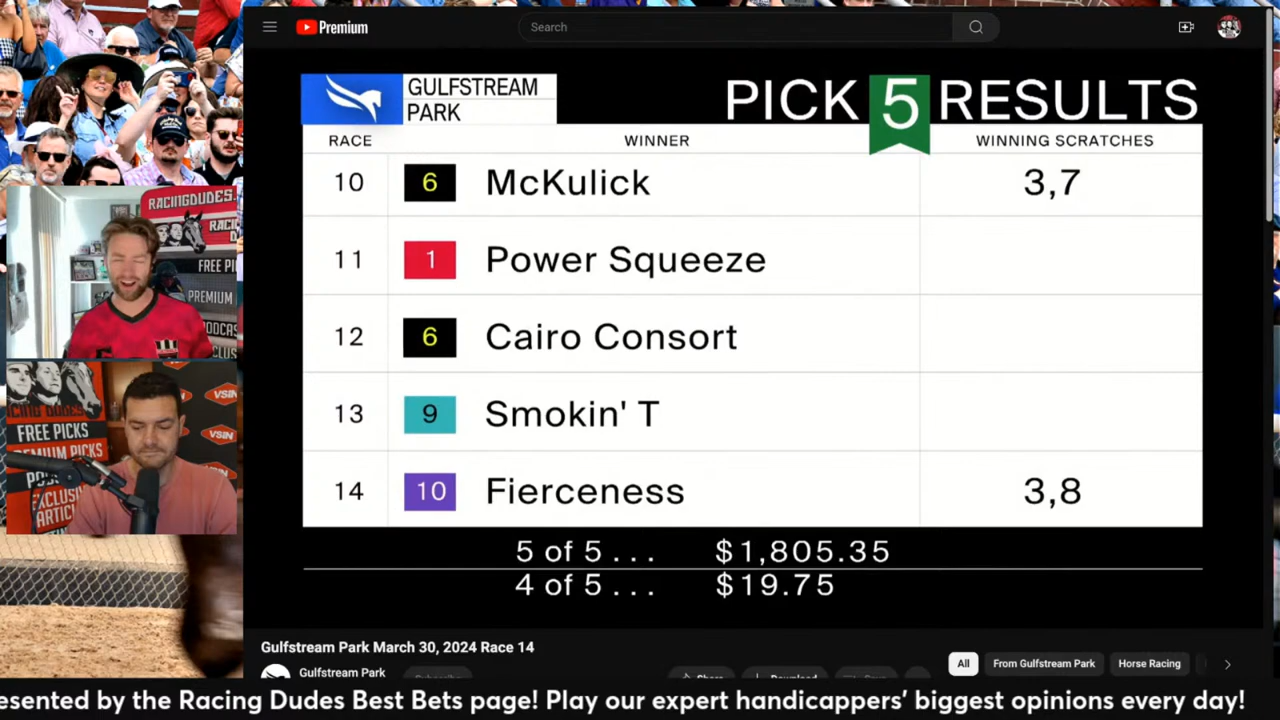 Premium
Search
GULFSTREAM
PARK
PICK 5 RESULTS
RACE WINNER WINNING SCRATCHES
10 6 McKulick 3,7
11 1 Power Squeeze
12 6 Cairo Consort
13 9 Smokin' T
14 10 Fierceness 3,8
5 of 5 . . . $1,805.35
4 of 5 . . . $19.75
RACINGDUDES.
FREE PI
PREMIUM
VSIN
FREE PICKS
PREMIUM PICKS
EXCLUS
ARTIC
VSIN
VSIN
Gulfstream Park March 30, 2024 Race 14
All From Gulfstream Park Horse Racing
Gulfstream Park
Share Download
esented by the Racing Dudes Best Bets page! Play our expert handicappers' biggest opinions every day!